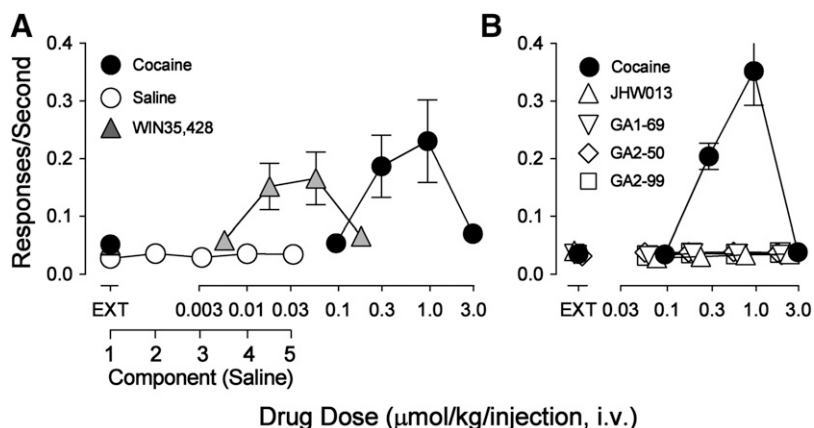 A
B
Responses/Second
0.4
0.3
0.2
0.1
0.0
Cocaine
Saline
WIN35,428
EXT
0.003
0.01
0.03
0.1
0.3
1.0
3.0
1
2
3
4
5
Component (Saline)
0.4
0.3
0.2
0.1
0.0
Cocaine
JHW013
GA1-69
GA2-50
GA2-99
EXT
0.03
0.1
0.3
1.0
3.0
Drug Dose (μmol/kg/injection, i.v.)